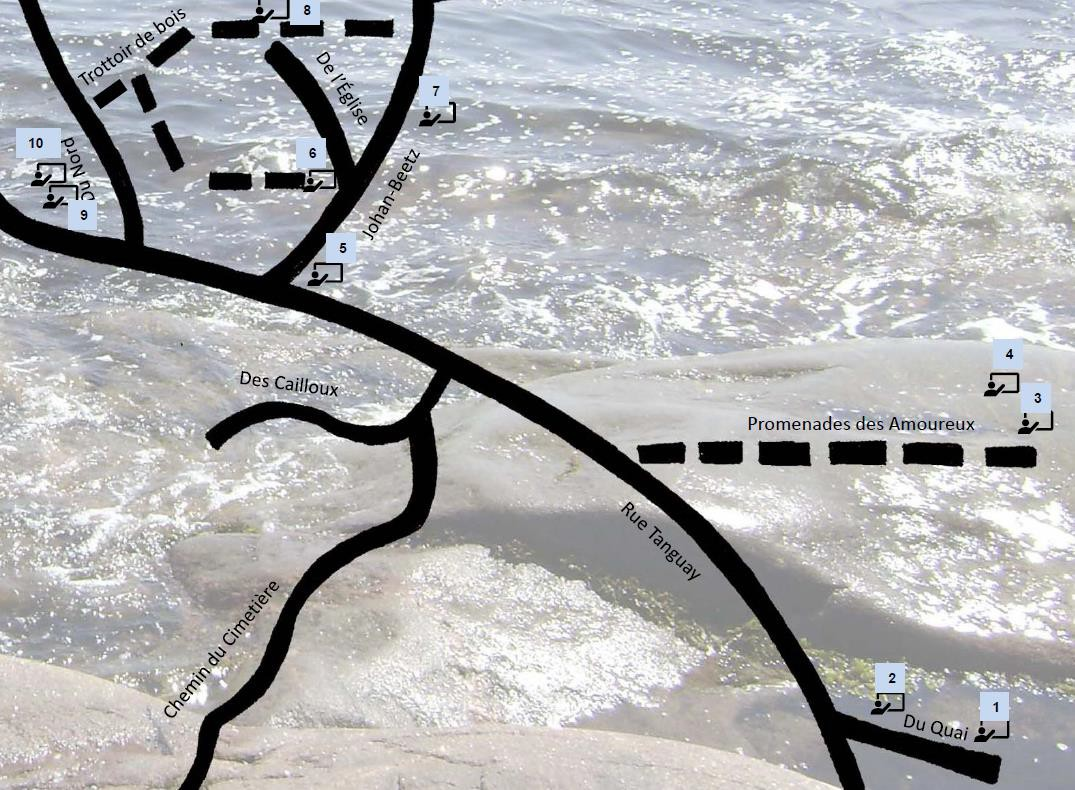 8
Trottoir de bois
De l'Église
7
10
Du Nord
6
9
Johan-Beetz
5
4
Des Cailloux
3
Promenades des Amoureux
Rue Tanguay
Chemin du Cimetière
2
1
Du Quai